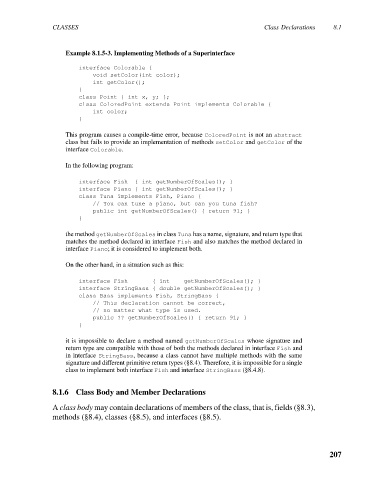 CLASSES Class Declarations 8.1
Example 8.1.5-3. Implementing Methods of a Superinterface
interface Colorable {
void setColor(int color);
int getColor();
}
class Point { int x, y; };
class ColoredPoint extends Point implements Colorable {
int color;
}
This program causes a compile-time error, because ColoredPoint is not an abstract
class but fails to provide an implementation of methods setColor and getColor of the
interface Colorable.
In the following program:
interface Fish { int getNumberOfScales(); }
interface Piano { int getNumberOfScales(); }
class Tuna implements Fish, Piano {
// You can tune a piano, but can you tuna fish?
public int getNumberOfScales() { return 91; }
}
the method getNumberOfScales in class Tuna has a name, signature, and return type that
matches the method declared in interface Fish and also matches the method declared in
interface Piano; it is considered to implement both.
On the other hand, in a situation such as this:
interface Fish { int getNumberOfScales(); }
interface StringBass { double getNumberOfScales(); }
class Bass implements Fish, StringBass {
// This declaration cannot be correct,
// no matter what type is used.
public ?? getNumberOfScales() { return 91; }
}
it is impossible to declare a method named getNumberOfScales whose signature and
return type are compatible with those of both the methods declared in interface Fish and
in interface StringBass, because a class cannot have multiple methods with the same
signature and different primitive return types (§8.4). Therefore, it is impossible for a single
class to implement both interface Fish and interface StringBass (§8.4.8).
8.1.6 Class Body and Member Declarations
A class body may contain declarations of members of the class, that is, fields (§8.3),
methods (§8.4), classes (§8.5), and interfaces (§8.5).
207